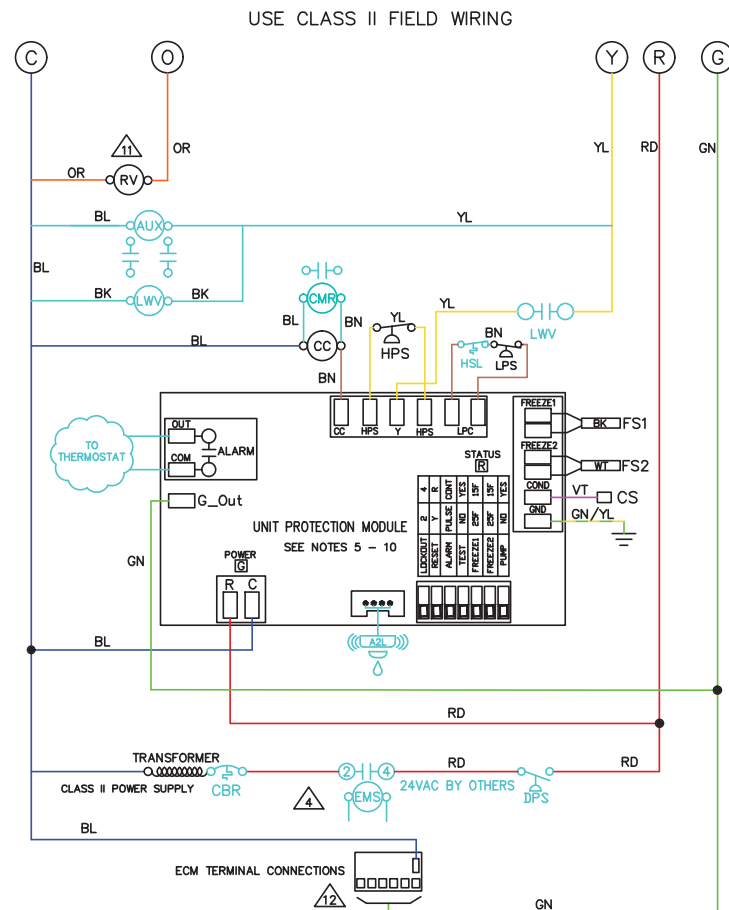 USE CLASS II FIELD WIRING
C
O
Y
R
G
11
OR
OR
RV
YL
RD
GN
BL
AUX
YL
BL
BK
LWV
BK
CMR
YL
BL
BN
YL
LWV
BL
CC
HPS
BN
HSL
LPS
BN
CC
HPS
Y
HPS
LPC
FREEZE1
BK
FS1
OUT
ALARM
COM
TO
THERMOSTAT
STATUS
R
FREEZE2
WT
FS2
COND
VT
CS
GND
GN/YL
G_Out
4
R
CONT
YES
15F
15F
YES
2
Y
PULSE
NO
25F
25F
NO
LOCKOUT
RESET
ALARM
TEST
FREEZE1
FREEZE2
PUMP
UNIT PROTECTION MODULE
SEE NOTES 5 - 10
GN
POWER
G
R
C
A2L
BL
RD
TRANSFORMER
CLASS II POWER SUPPLY
CBR
2
4
EMS
4
RD
24VAC BY OTHERS
DPS
RD
BL
ECM TERMINAL CONNECTIONS
12
GN